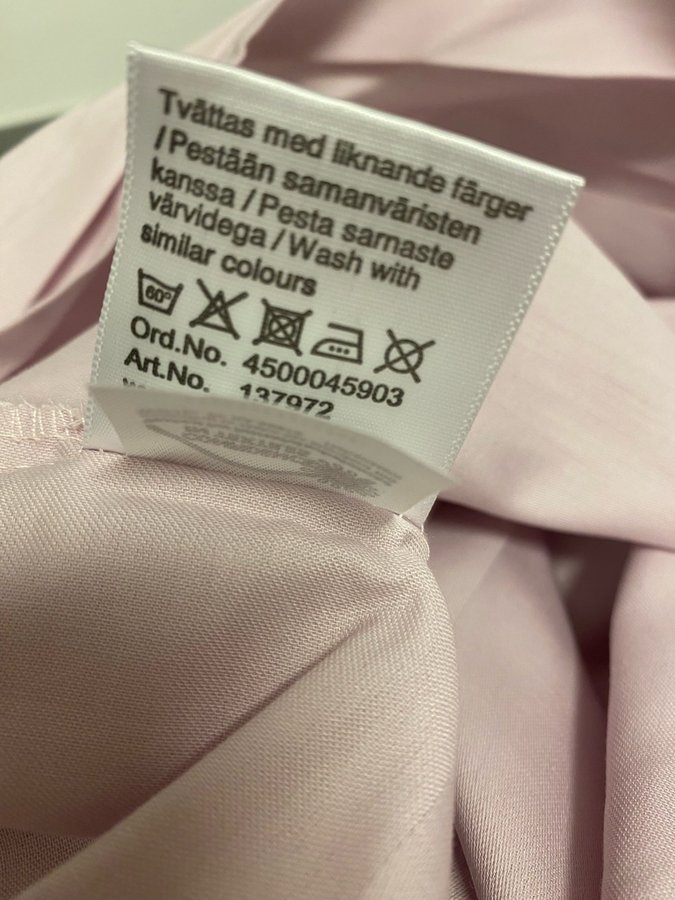 Tvättas med liknande färger
/ Pestään samanväristen
kanssa / Pesta sarnaste
värvidega / Wash with
similar colours
60°
Ord.No. 4500045903
Art.No. 137972